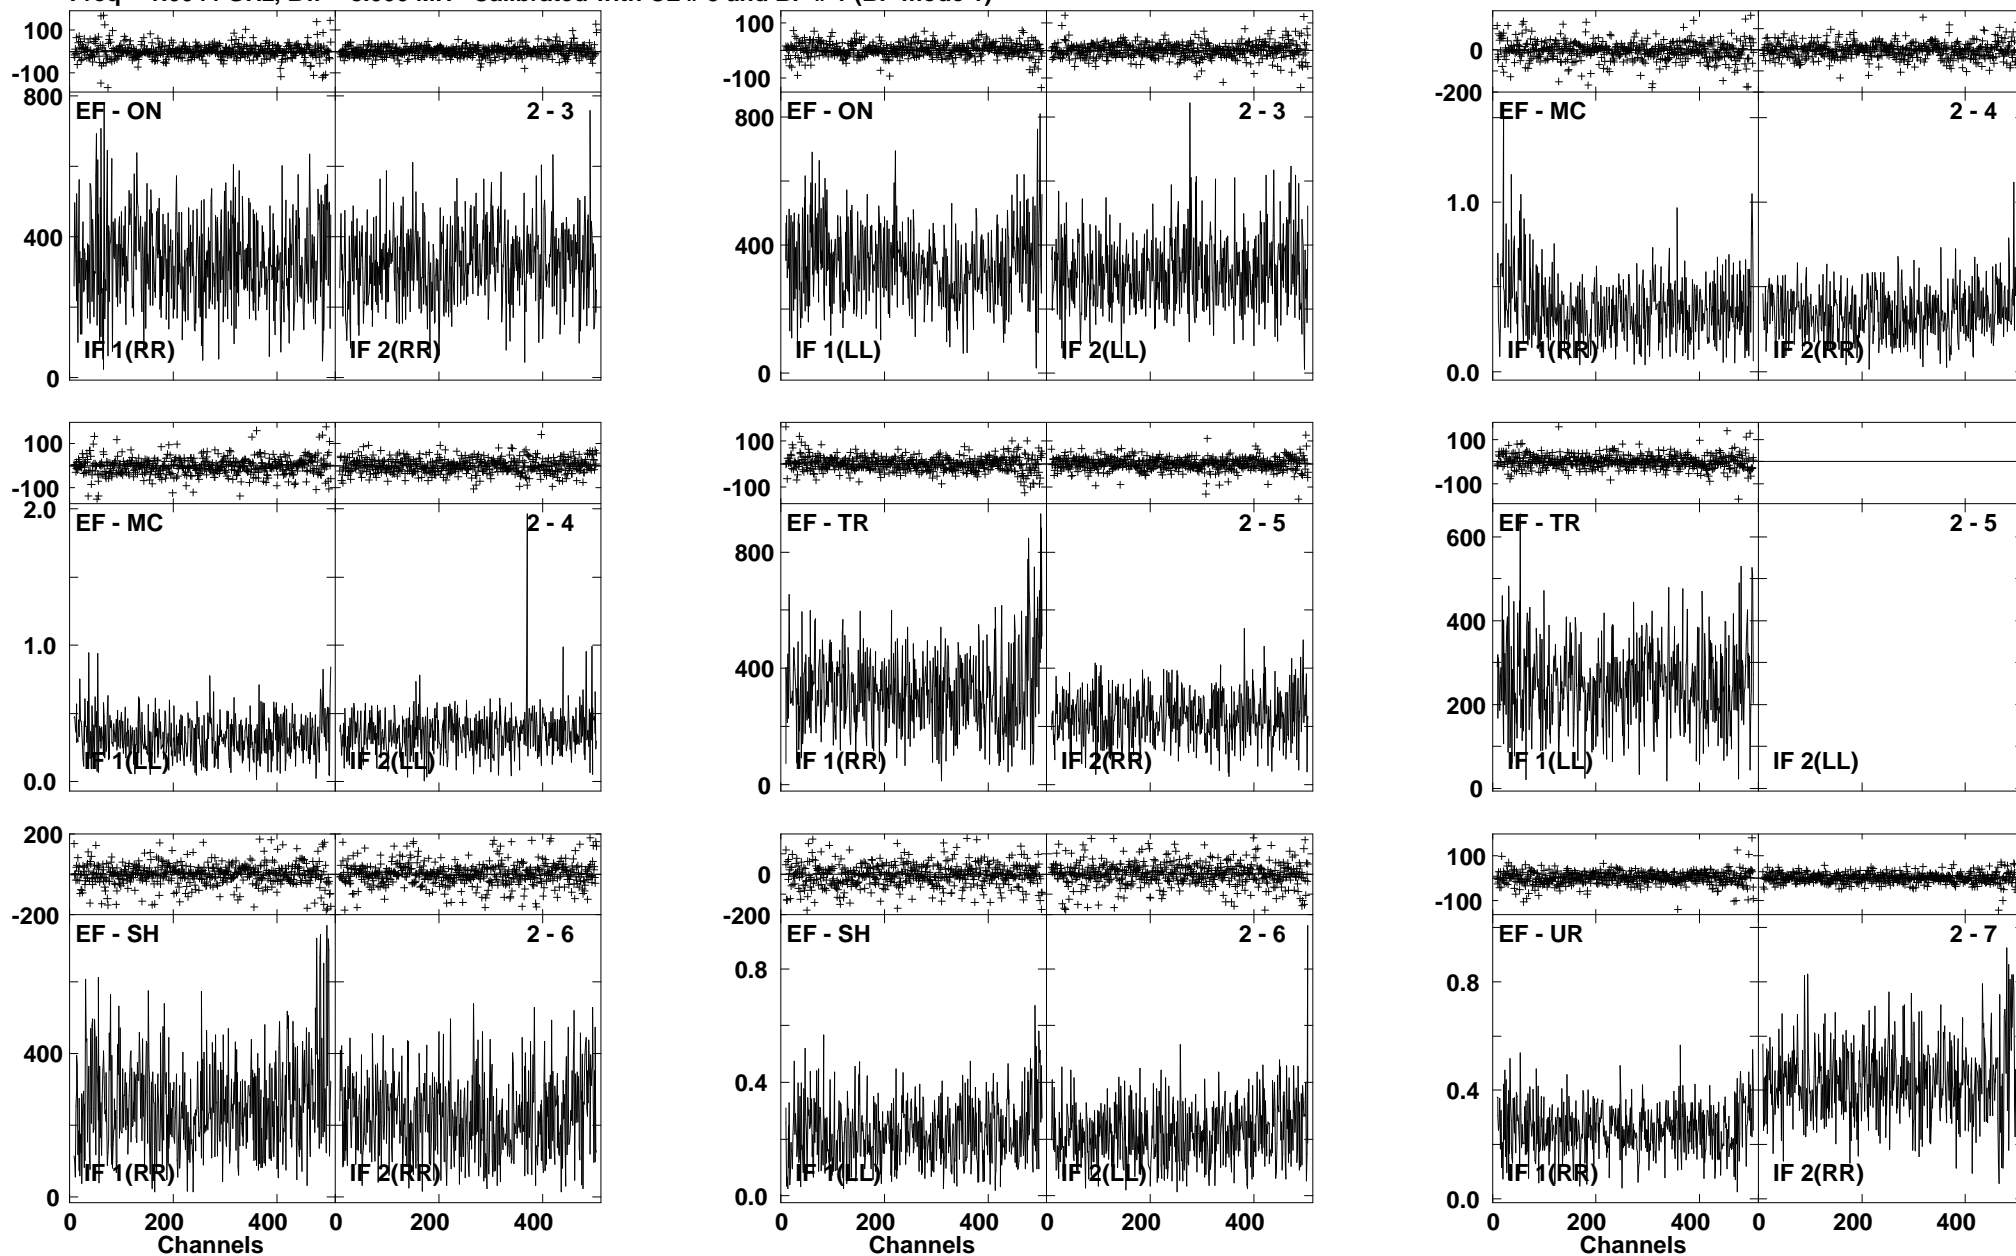 100
-100
800
400
0
EF - ON
2 - 3
IF 1(RR)
IF 2(RR)
100
-100
800
400
0
EF - ON
2 - 3
IF 1(LL)
IF 2(LL)
0
-200
1.0
0.0
EF - MC
2 - 4
IF 1(RR)
IF 2(RR)
100
-100
2.0
1.0
0.0
EF - MC
2 - 4
IF 1(LL)
IF 2(LL)
100
-100
800
400
0
EF - TR
2 - 5
IF 1(RR)
IF 2(RR)
100
-100
600
400
200
0
EF - TR
2 - 5
IF 1(LL)
IF 2(LL)
200
0
-200
400
0
EF - SH
2 - 6
IF 1(RR)
IF 2(RR)
0 200 400 0 200 400
Channels
0
-200
0.8
0.4
0.0
EF - SH
2 - 6
IF 1(LL)
IF 2(LL)
0 200 400 0 200 400
Channels
100
-100
0.8
0.4
0.0
EF - UR
2 - 7
IF 1(RR)
IF 2(RR)
0 200 400 0 200 400
Channels